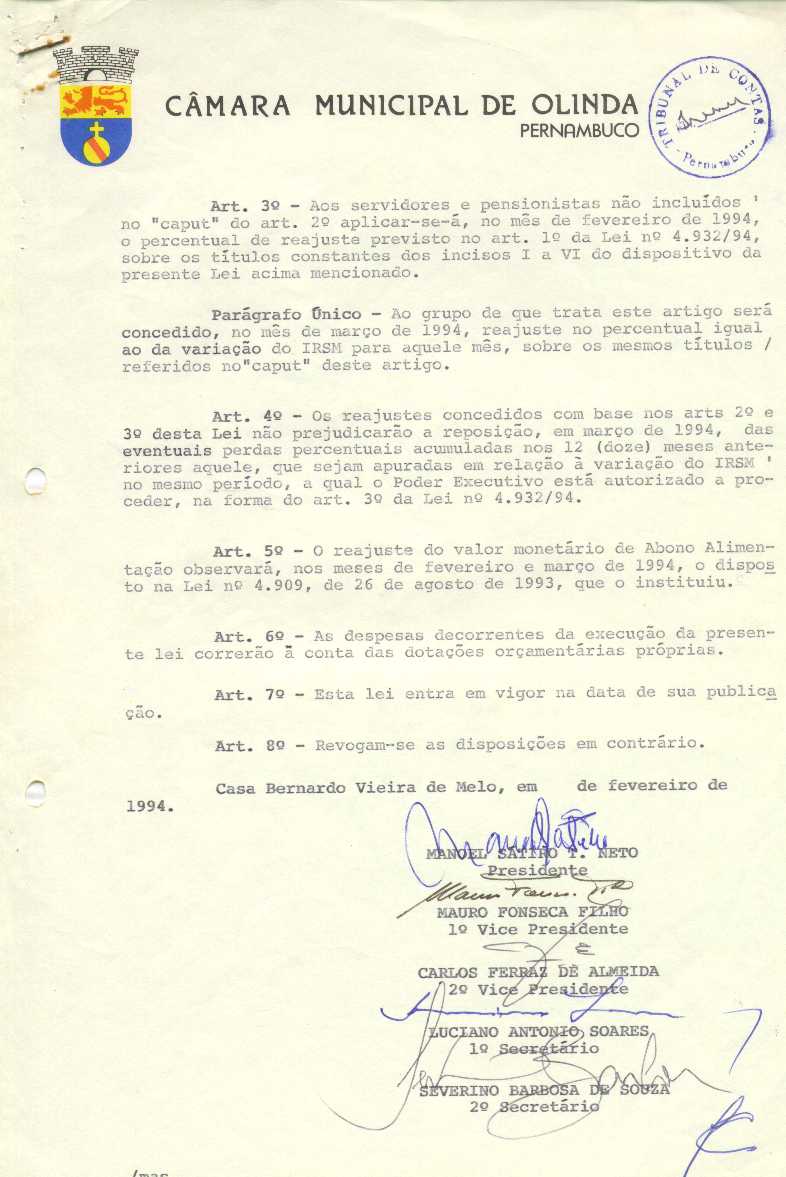 CÂMARA MUNICIPAL DE OLINDA
PERNAMBUCO
TRIBUNAL DE CONTAS
Pernambuco
Art. 3º - Aos servidores e pensionistas não incluídos '
no "caput" do art. 2º aplicar-se-á, no mês de fevereiro de 1994,
o percentual de reajuste previsto no art. 1º da Lei nº 4.932/94,
sobre os títulos constantes dos incisos I a VI do dispositivo da
presente Lei acima mencionado.
Parágrafo Único - Ao grupo de que trata este artigo será
concedido, no mês de março de 1994, reajuste no percentual igual
ao da variação do IRSM para aquele mês, sobre os mesmos títulos /
referidos no"caput" deste artigo.
Art. 4º - Os reajustes concedidos com base nos arts 2º e
3º desta Lei não prejudicarão a reposição, em março de 1994, das
eventuais perdas percentuais acumuladas nos 12 (doze) meses ante-
riores aquele, que sejam apuradas em relação à variação do IRSM '
no mesmo período, a qual o Poder Executivo está autorizado a pro-
ceder, na forma do art. 3º da Lei nº 4.932/94.
Art. 5º - O reajuste do valor monetário de Abono Alimen-
tação observará, nos meses de fevereiro e março de 1994, o dispos
to na Lei nº 4.909, de 26 de agosto de 1993, que o instituiu.
Art. 6º - As despesas decorrentes da execução da presen-
te lei correrão à conta das dotações orçamentárias próprias.
Art. 7º - Esta lei entra em vigor na data de sua publica
ção.
Art. 8º - Revogam-se as disposições em contrário.
Casa Bernardo Vieira de Melo, em de fevereiro de
1994.
MANOEL SÁTIRO T. NETO
Presidente
MAURO FONSECA FILHO
1º Vice Presidente
CARLOS FERRAZ DE ALMEIDA
2º Vice Presidente
LUCIANO ANTONIO SOARES
1º Secretário
SEVERINO BARBOSA DE SOUZA
2º Secretário
/mas